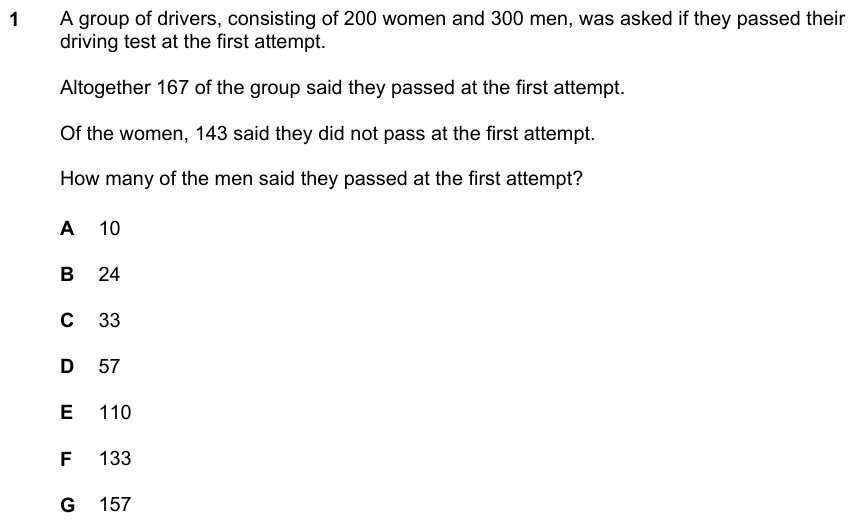 1 A group of drivers, consisting of 200 women and 300 men, was asked if they passed their
driving test at the first attempt.
Altogether 167 of the group said they passed at the first attempt.
Of the women, 143 said they did not pass at the first attempt.
How many of the men said they passed at the first attempt?
A 10
B 24
C 33
D 57
E 110
F 133
G 157